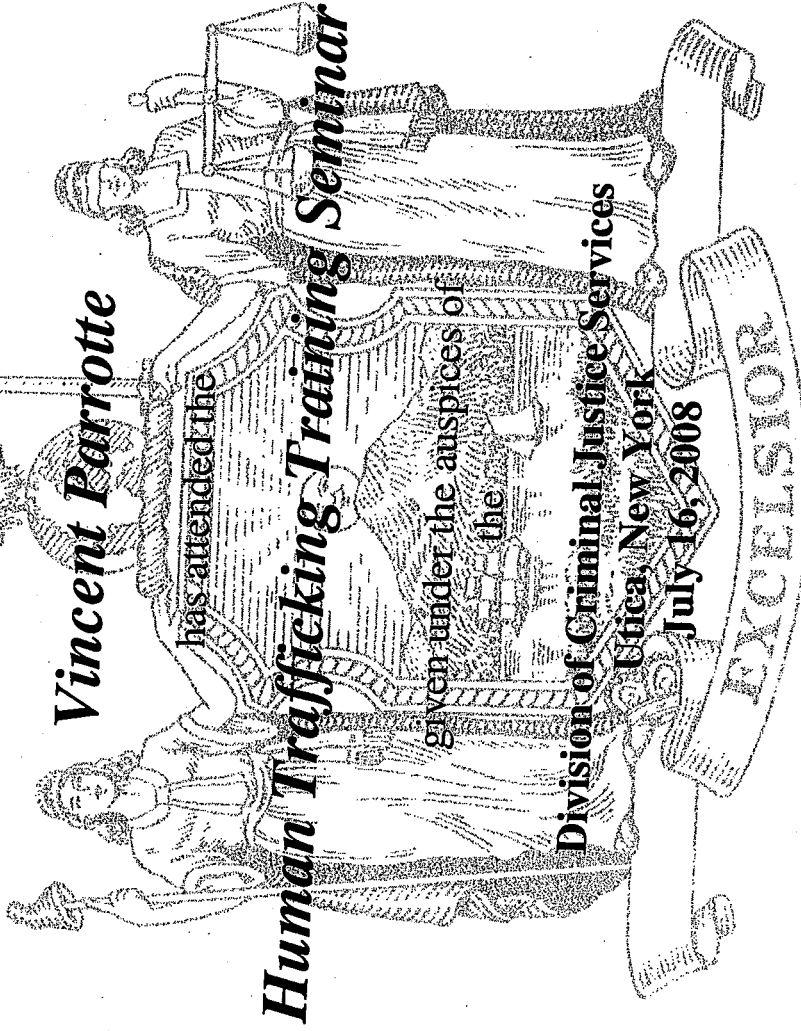 Vincent Parrotte
has attended the
Human Trafficking Training Seminar
given under the auspices of
the
Division of Criminal Justice Services
Utica, New York
July 16, 2008
EXCELSIOR